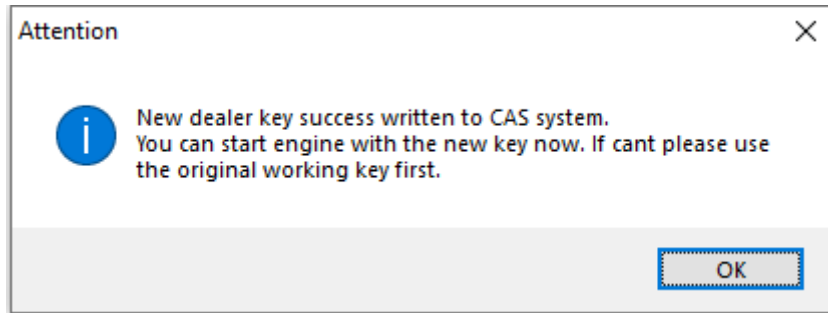 Attention
New dealer key success written to CAS system.
You can start engine with the new key now. If cant please use
the original working key first.
OK